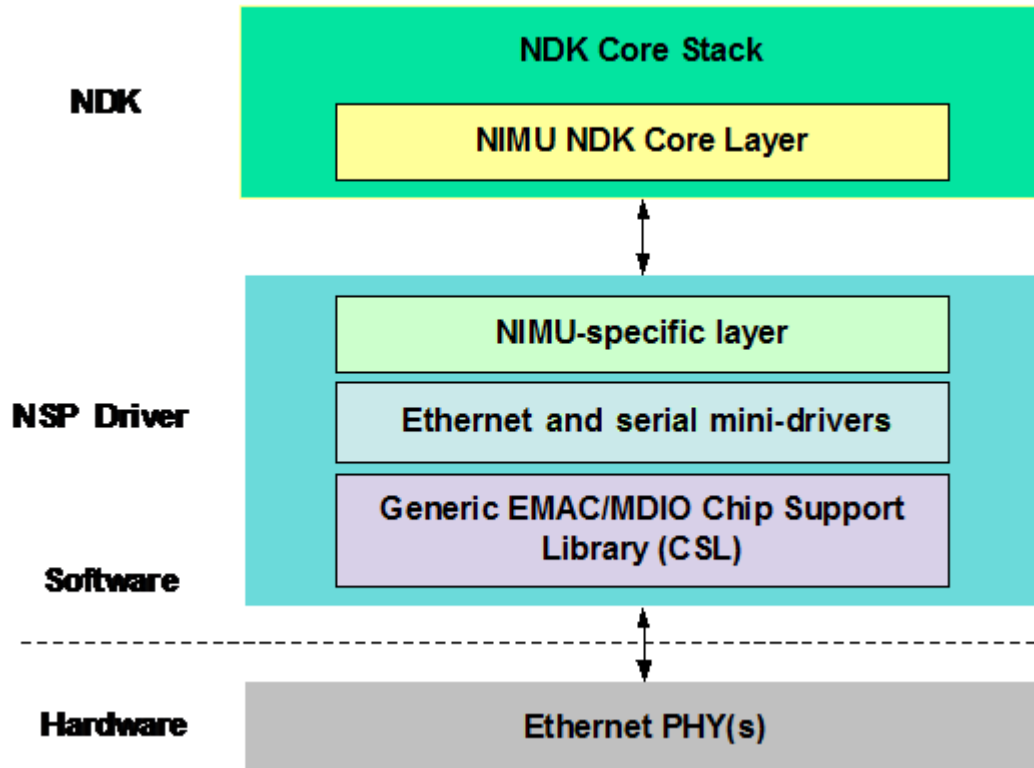 NDK Core Stack
NDK
NIMU NDK Core Layer
NIMU-specific layer
NSP Driver
Ethernet and serial mini-drivers
Generic EMAC/MDIO Chip Support
Library (CSL)
Software
Hardware
Ethernet PHY(s)